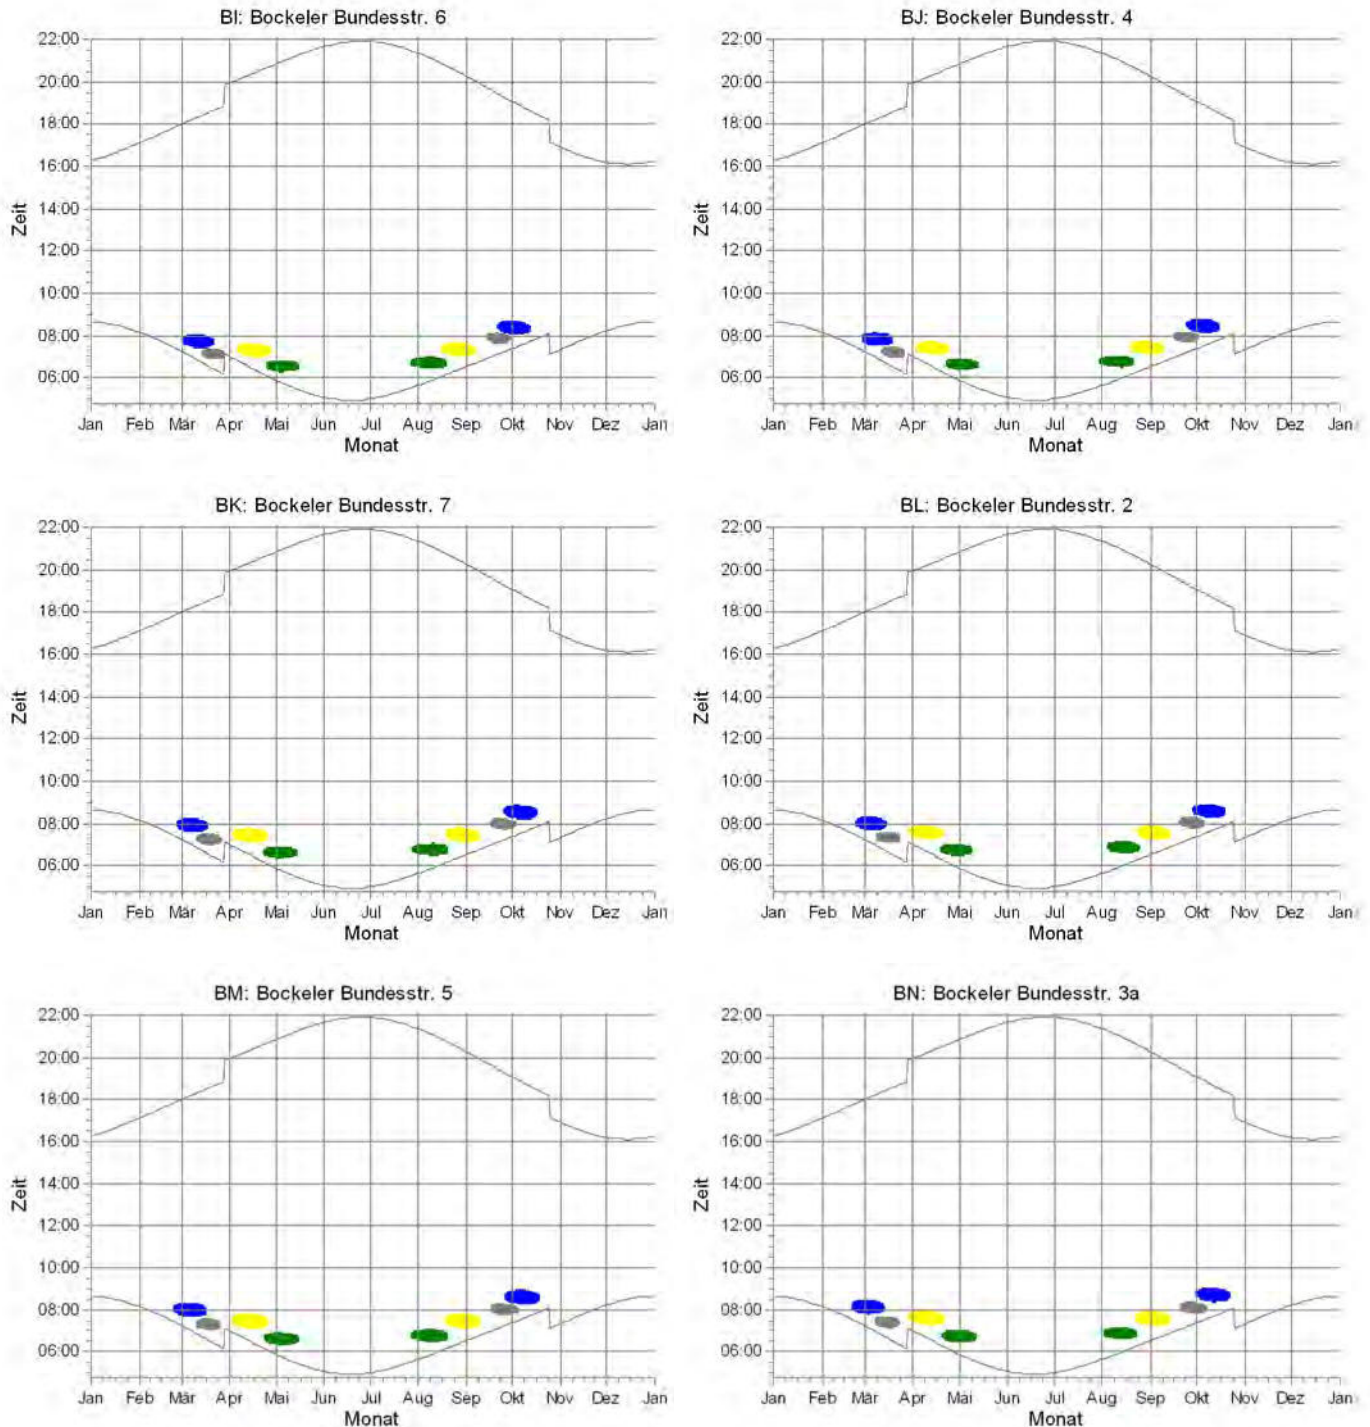 BI: Bockeler Bundesstr. 6
22:00
20:00
18:00
16:00
14:00
12:00
10:00
08:00
06:00
Zeit
Jan Feb Mär Apr Mai Jun Jul Aug Sep Okt Nov Dez Jan
Monat
BJ: Bockeler Bundesstr. 4
22:00
20:00
18:00
16:00
14:00
12:00
10:00
08:00
06:00
Zeit
Jan Feb Mär Apr Mai Jun Jul Aug Sep Okt Nov Dez Jan
Monat
BK: Bockeler Bundesstr. 7
22:00
20:00
18:00
16:00
14:00
12:00
10:00
08:00
06:00
Zeit
Jan Feb Mär Apr Mai Jun Jul Aug Sep Okt Nov Dez Jan
Monat
BL: Bockeler Bundesstr. 2
22:00
20:00
18:00
16:00
14:00
12:00
10:00
08:00
06:00
Zeit
Jan Feb Mär Apr Mai Jun Jul Aug Sep Okt Nov Dez Jan
Monat
BM: Bockeler Bundesstr. 5
22:00
20:00
18:00
16:00
14:00
12:00
10:00
08:00
06:00
Zeit
Jan Feb Mär Apr Mai Jun Jul Aug Sep Okt Nov Dez Jan
Monat
BN: Bockeler Bundesstr. 3a
22:00
20:00
18:00
16:00
14:00
12:00
10:00
08:00
06:00
Zeit
Jan Feb Mär Apr Mai Jun Jul Aug Sep Okt Nov Dez Jan
Monat